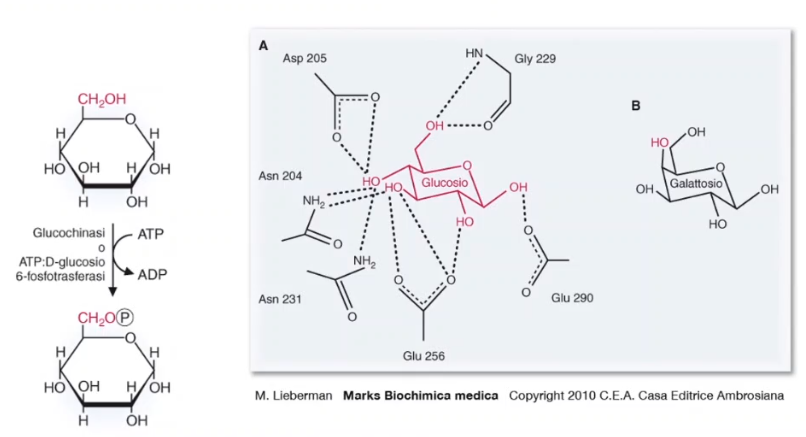 CH₂OH
O
H
H
HO
OH
H
OH
H
OH
Glucochinasi
o
ATP:D-glucosio
6-fosfotrasferasi
ATP
ADP
CH₂OⓅ
O
H
H
HO
OH
H
OH
H
OH
A
Asp 205
HN
Gly 229
O
O
OH
O
Asn 204
HO
HO
Glucosio
O
OH
NH₂
HO
O
O
NH₂
O
O
O
Asn 231
O
Glu 290
Glu 256
B
HO
OH
O
OH
Galattosio
OH
HO
M. Lieberman Marks Biochimica medica Copyright 2010 C.E.A. Casa Editrice Ambrosiana